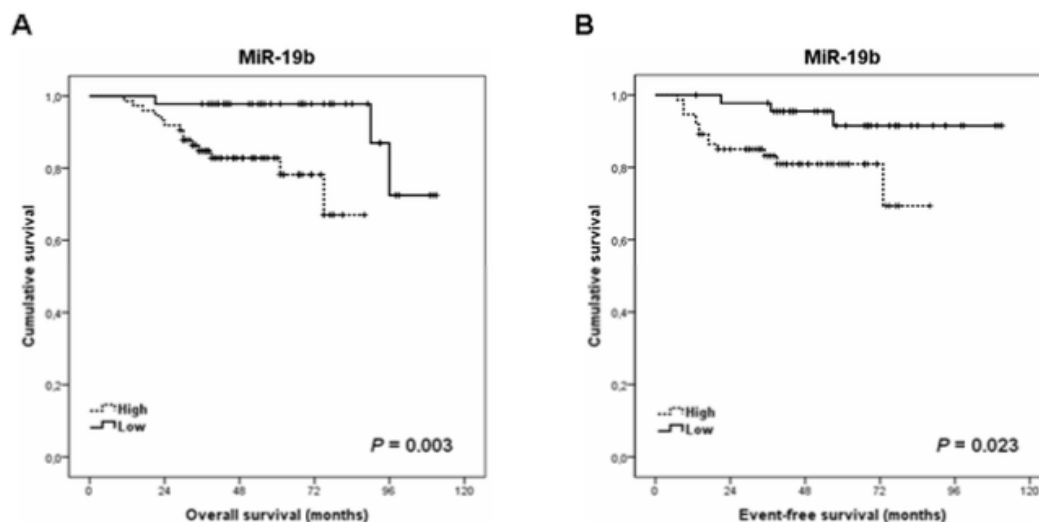 A
MiR-19b
Cumulative survival
1,0
0,8
0,6
0,4
0,2
0,0
High
Low
P = 0.003
0 24 48 72 96 120
Overall survival (months)
B
MiR-19b
Cumulative survival
1,0
0,8
0,6
0,4
0,2
0,0
High
Low
P = 0.023
0 24 48 72 96 120
Event-free survival (months)